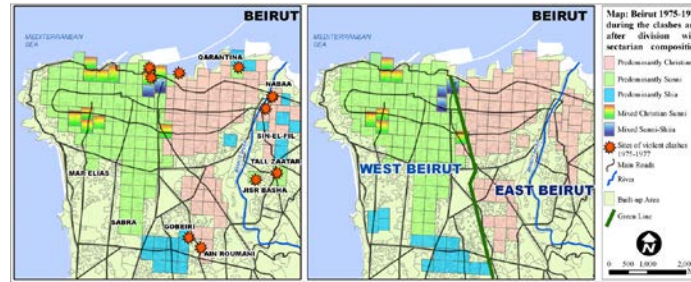 BEIRUT
MEDITERRANEAN
SEA
QARANTINA
NABAA
SIN-EL-FIL
TALL ZAATAR
JISR BASHA
MAR ELIAS
SABRA
GOBEIRI
AIN ROUMANI
BEIRUT
MEDITERRANEAN
SEA
WEST BEIRUT
EAST BEIRUT
Map: Beirut 1975-19
during the clashes an
after division wi
sectarian compositi
Predominantly Christian
Predominantly Sunni
Predominantly Shia
Mixed Christian Sunni
Mixed Sunni-Shiia
Sites of violent clashes
1975-1977
Main Roads
River
Built-up Area
Green Line
N
0 500 1,000 2,00